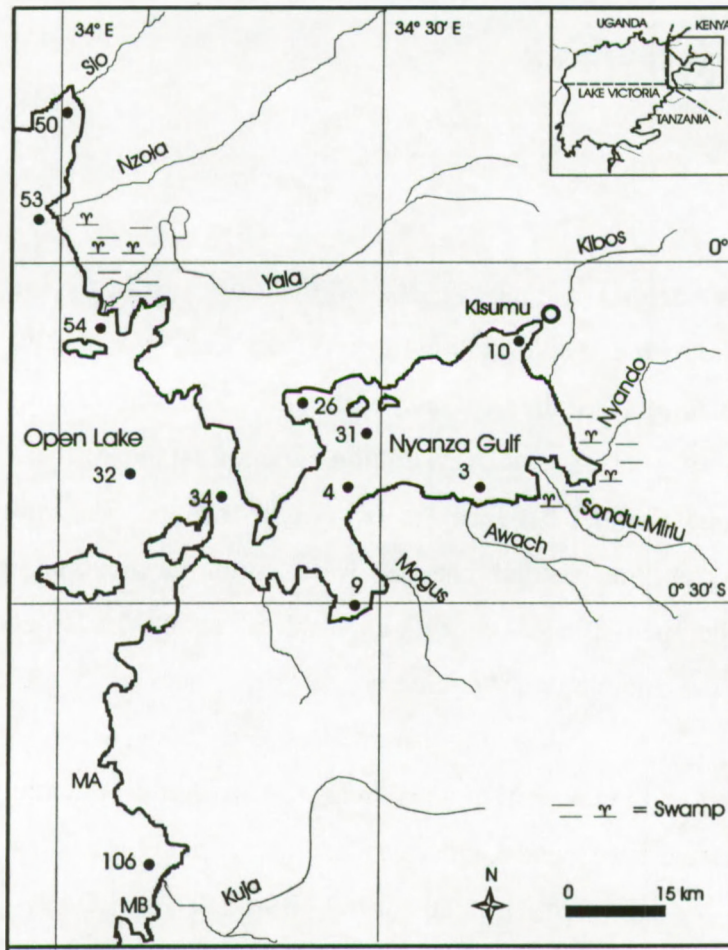 34° E
34° 30′ E
UGANDA
KENYA
LAKE VICTORIA
TANZANIA
Sio
50
Nzoia
53
Yala
Kibos
0°
54
Kisumu
10
Nyando
26
31
Open Lake
Nyanza Gulf
32
34
4
3
Sondu-Miriu
Awach
9
Mogus
0° 30′ S
MA
= Swamp
106
MB
Kuja
N
0
15 km